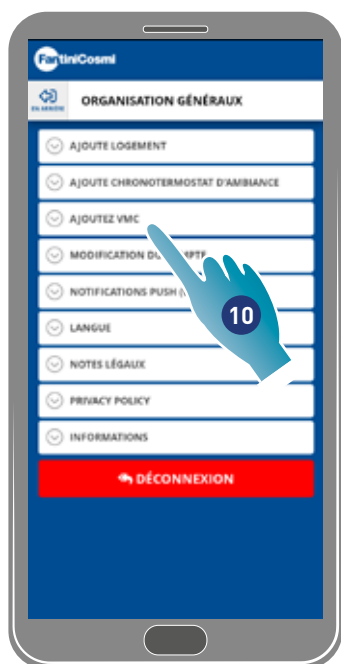 FantiniCosmi
EN ARRIÈRE
ORGANISATION GÉNÉRAUX
AJOUTE LOGEMENT
AJOUTE CHRONOTERMOSTAT D'AMBIANCE
AJOUTEZ VMC
MODIFICATION DU
NOTIFICATIONS PUSH
LANGUE
10
NOTES LÉGAUX
PRIVACY POLICY
INFORMATIONS
DÉCONNEXION